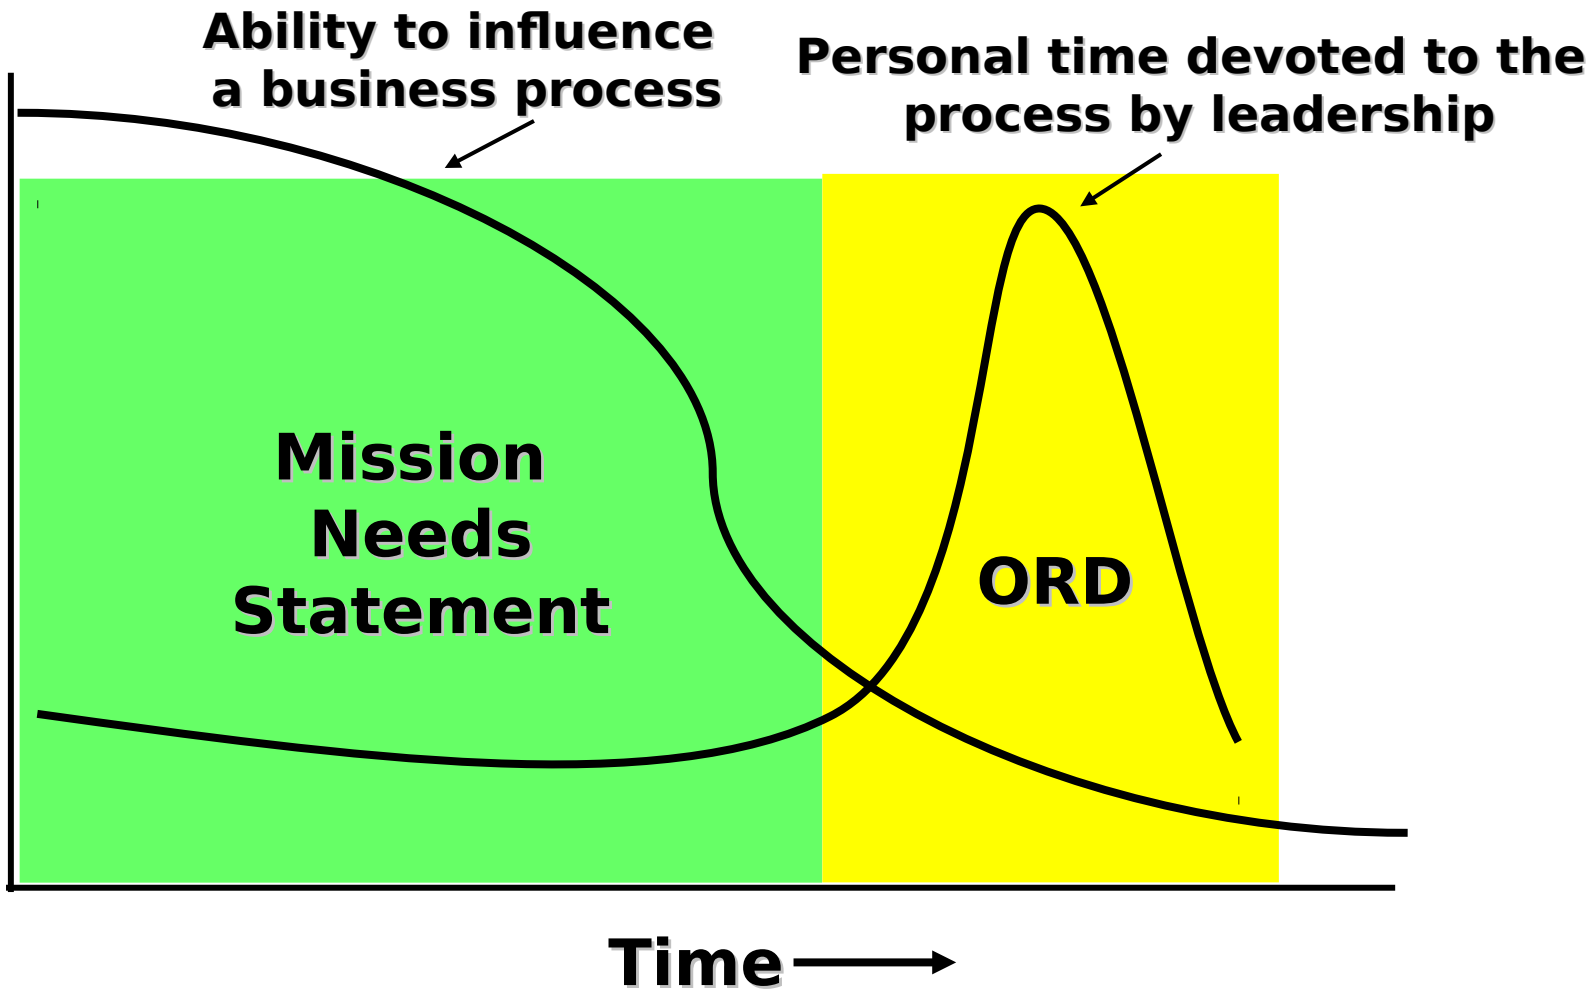 Ability to influence
a business process
Personal time devoted to the
process by leadership
Mission
Needs
Statement
ORD
Time